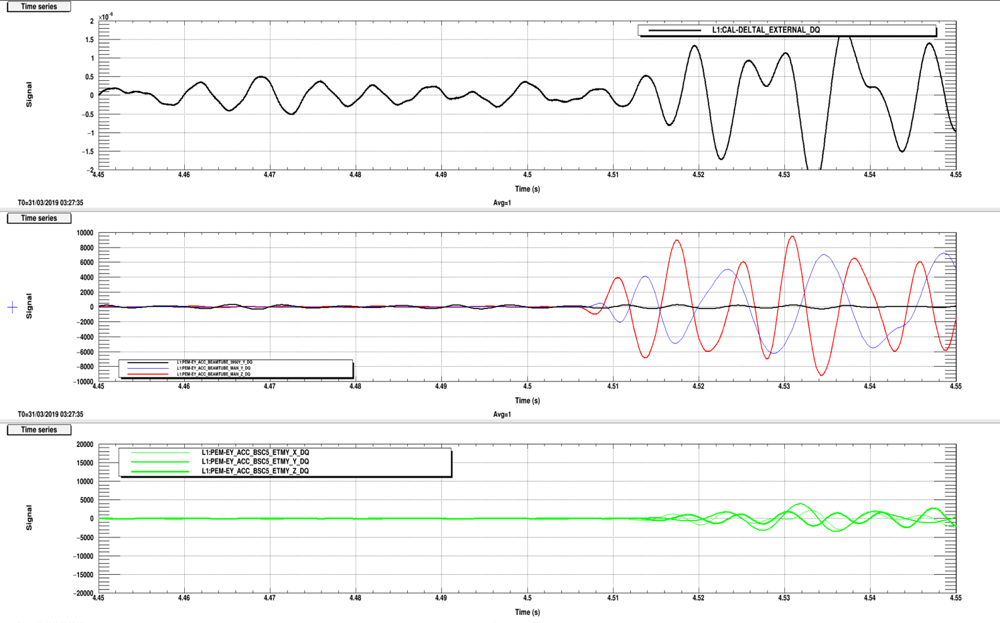 Time series
×10⁻⁶
L1:CAL-DELTAL_EXTERNAL_DQ
2
1.5
1
0.5
0
−0.5
−1
−1.5
−2
Signal
4.45 4.46 4.47 4.48 4.49 4.5 4.51 4.52 4.53 4.54 4.55
Time (s)
T0=31/03/2019 03:27:35 Avg=1
Time series
10000
8000
6000
4000
2000
0
−2000
−4000
−6000
−8000
−10000
Signal
L1:PEM-EY_ACC_BEAMTUBE_3950Y_Y_DQ
L1:PEM-EY_ACC_BEAMTUBE_MAN_Y_DQ
L1:PEM-EY_ACC_BEAMTUBE_MAN_Z_DQ
4.45 4.46 4.47 4.48 4.49 4.5 4.51 4.52 4.53 4.54 4.55
Time (s)
T0=31/03/2019 03:27:35 Avg=1
Time series
L1:PEM-EY_ACC_BSC5_ETMY_X_DQ
L1:PEM-EY_ACC_BSC5_ETMY_Y_DQ
L1:PEM-EY_ACC_BSC5_ETMY_Z_DQ
20000
15000
10000
5000
0
−5000
−10000
−15000
−20000
Signal
4.45 4.46 4.47 4.48 4.49 4.5 4.51 4.52 4.53 4.54 4.55
Time (s)